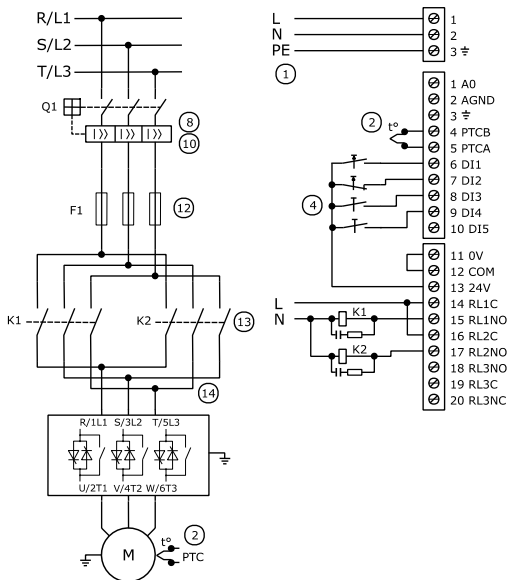 R/L1
S/L2
T/L3
Q1
8
10
F1
12
K1
K2
13
14
R/1L1 S/3L2 T/5L3
U/2T1 V/4T2 W/6T3
M
t°
2
PTC
L
N
PE
1
1
2
3
2
t°
4
1 A0
2 AGND
3
4 PTCB
5 PTCA
6 DI1
7 DI2
8 DI3
9 DI4
10 DI5
11 0V
12 COM
13 24V
14 RL1C
15 RL1NO
16 RL2C
17 RL2NO
18 RL3NO
19 RL3C
20 RL3NC
L
N
K1
K2